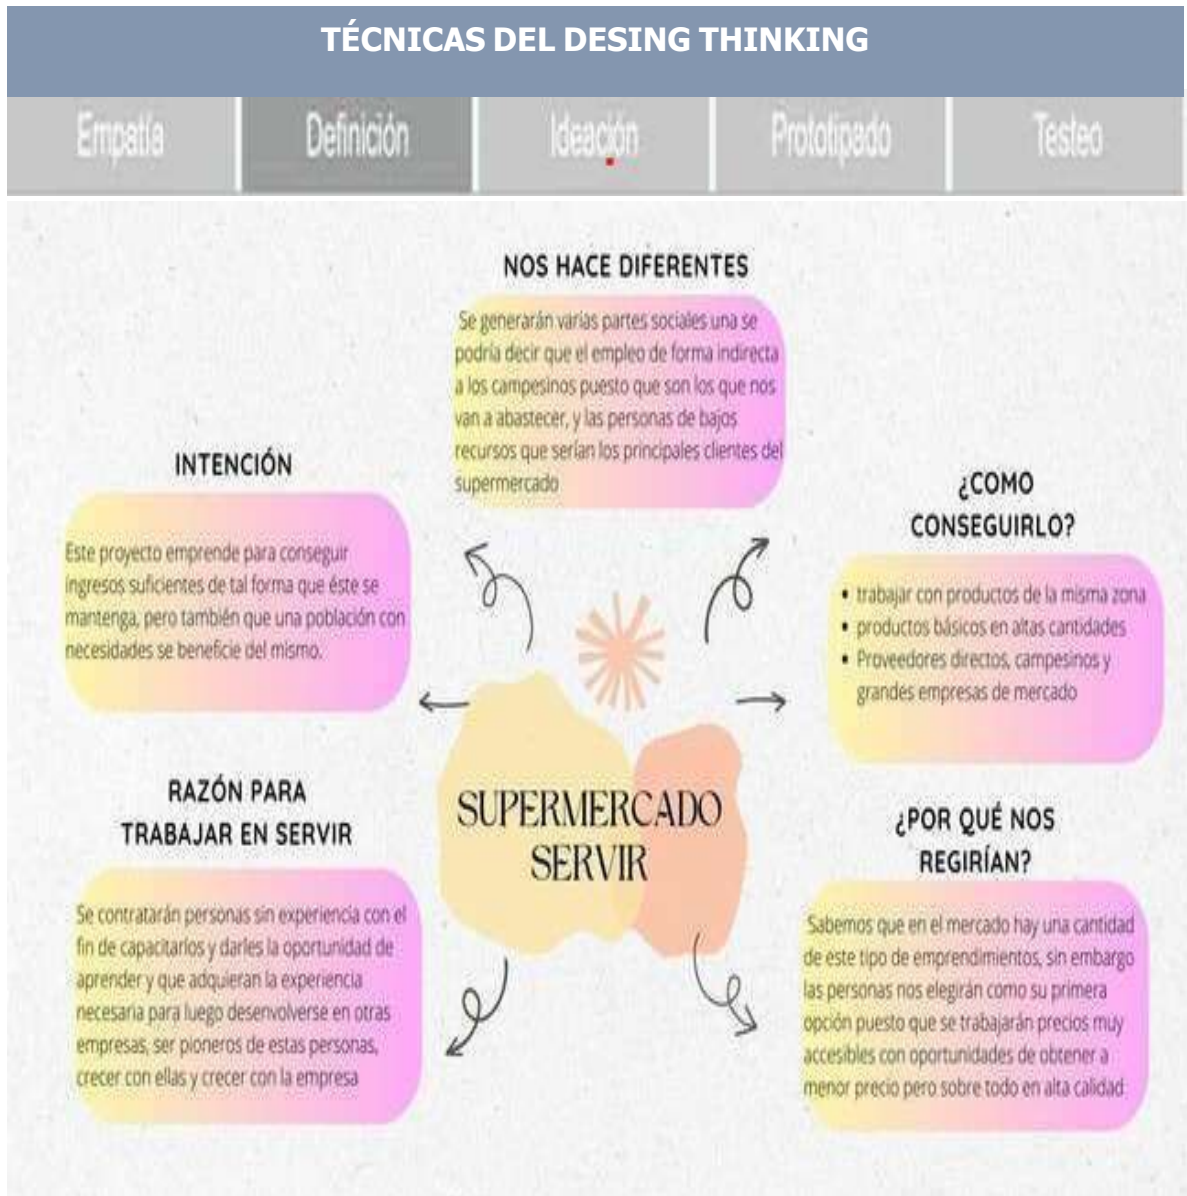 TÉCNICAS DEL DESING THINKING
Empatía
Definición
Ideación
Prototipado
Testeo
NOS HACE DIFERENTES
Se generarán varias partes sociales una se
podría decir que el empleo de forma indirecta
a los campesinos puesto que son los que nos
van a abastecer, y las personas de bajos
recursos que serían los principales clientes del
supermercado
INTENCIÓN
Este proyecto emprende para conseguir
ingresos suficientes de tal forma que éste se
mantenga, pero también que una población con
necesidades se beneficie del mismo.
¿COMO
CONSEGUIRLO?
• trabajar con productos de la misma zona
• productos básicos en altas cantidades
• Proveedores directos, campesinos y
grandes empresas de mercado
SUPERMERCADO
SERVIR
RAZÓN PARA
TRABAJAR EN SERVIR
Se contratarán personas sin experiencia con el
fin de capacitarlos y darles la oportunidad de
aprender y que adquieran la experiencia
necesaria para luego desenvolverse en otras
empresas, ser pioneros de estas personas,
crecer con ellas y crecer con la empresa
¿POR QUÉ NOS
REGIRÍAN?
Sabemos que en el mercado hay una cantidad
de este tipo de emprendimientos, sin embargo
las personas nos elegirán como su primera
opción puesto que se trabajarán precios muy
accesibles con oportunidades de obtener a
menor precio pero sobre todo en alta calidad